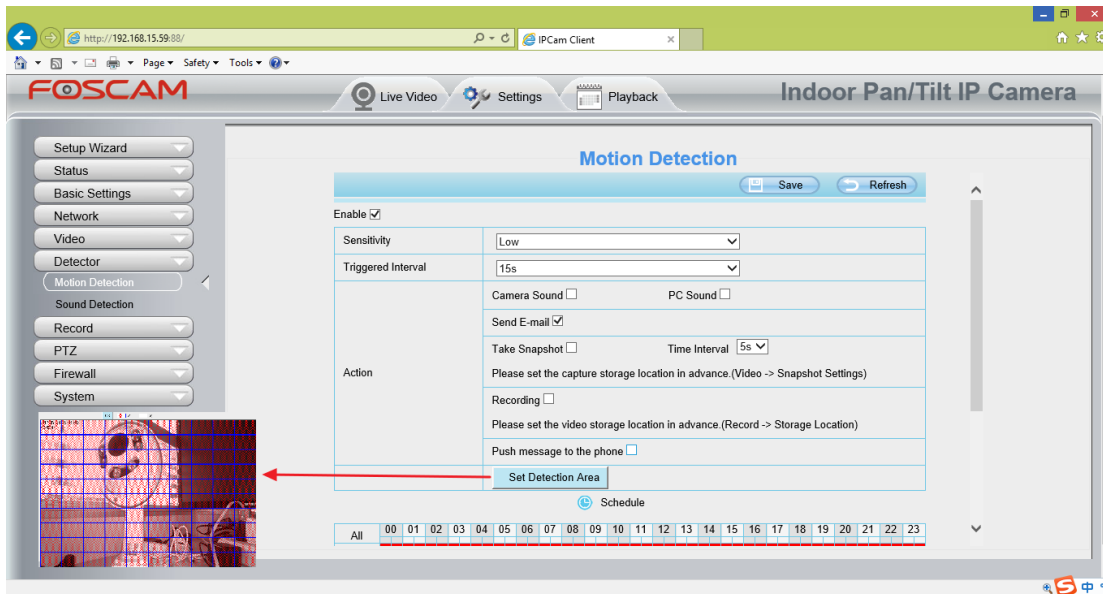 http://192.168.15.59:88/
IPCam Client
Page Safety Tools
FOSCAM
Live Video Settings Playback
Indoor Pan/Tilt IP Camera
Setup Wizard
Status
Basic Settings
Network
Video
Detector
Motion Detection
Sound Detection
Record
PTZ
Firewall
System
Motion Detection
Save Refresh
Enable
Sensitivity Low
Triggered Interval 15s
Action
Camera Sound PC Sound
Send E-mail
Take Snapshot Time Interval 5s
Please set the capture storage location in advance.(Video -> Snapshot Settings)
Recording
Please set the video storage location in advance.(Record -> Storage Location)
Push message to the phone
Set Detection Area
Schedule
All 00 01 02 03 04 05 06 07 08 09 10 11 12 13 14 15 16 17 18 19 20 21 22 23
S 中